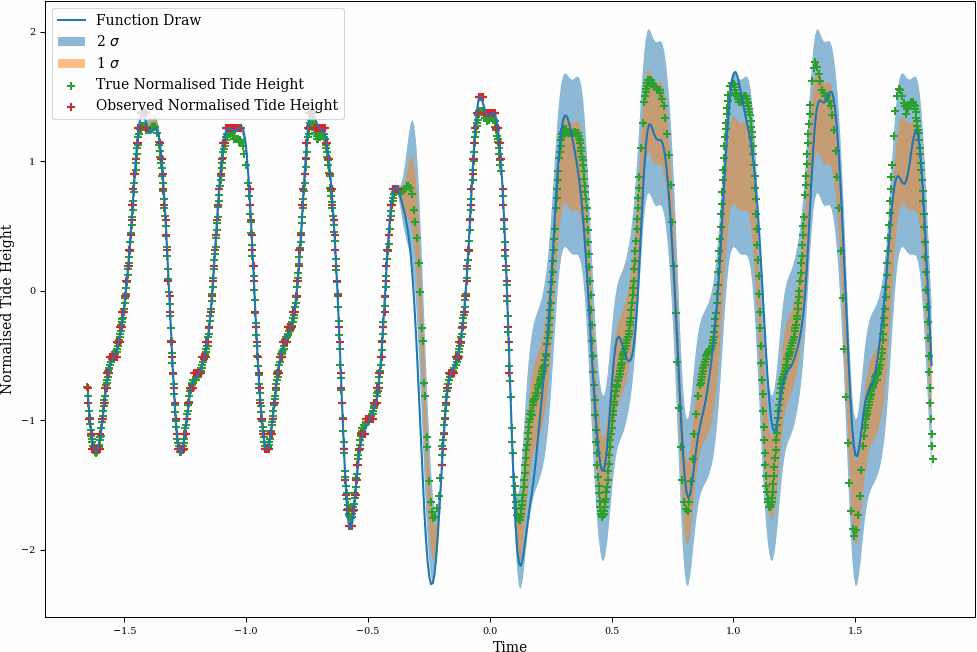 Function Draw
2 σ
1 σ
True Normalised Tide Height
Observed Normalised Tide Height
Normalised Tide Height
2
1
0
−1
−2
−1.5
−1.0
−0.5
0.0
0.5
1.0
1.5
Time